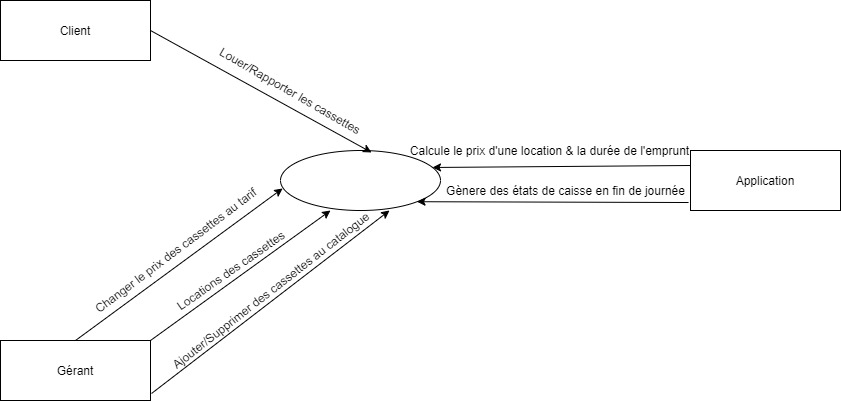 Client
Louer/Rapporter les cassettes
Calcule le prix d'une location & la durée de l'emprunt
Application
Gènere des états de caisse en fin de journée
Changer le prix des cassettes au tarif
Locations des cassettes
Ajouter/Supprimer des cassettes au catalogue
Gérant